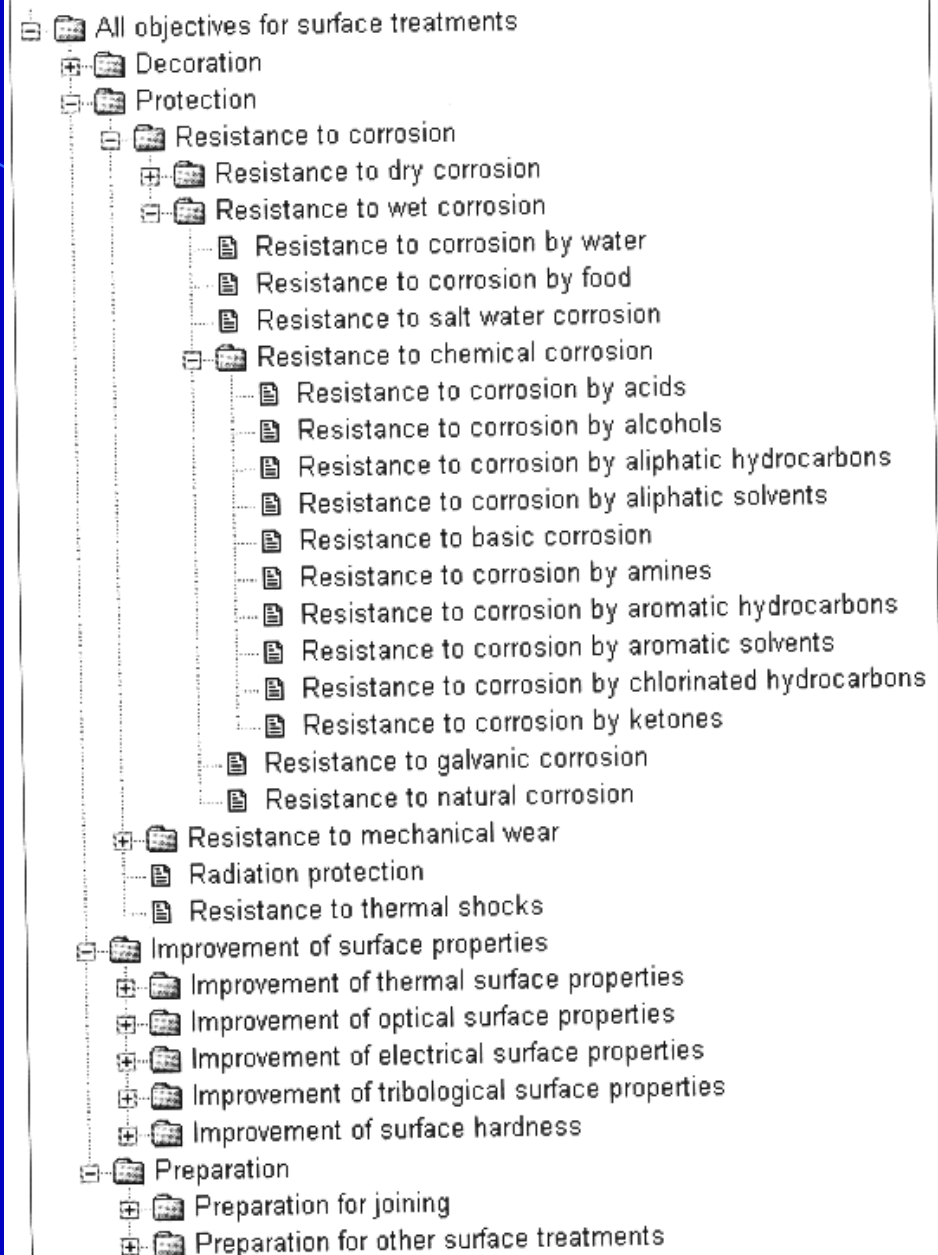 All objectives for surface treatments
Decoration
Protection
Resistance to corrosion
Resistance to dry corrosion
Resistance to wet corrosion
Resistance to corrosion by water
Resistance to corrosion by food
Resistance to salt water corrosion
Resistance to chemical corrosion
Resistance to corrosion by acids
Resistance to corrosion by alcohols
Resistance to corrosion by aliphatic hydrocarbons
Resistance to corrosion by aliphatic solvents
Resistance to basic corrosion
Resistance to corrosion by amines
Resistance to corrosion by aromatic hydrocarbons
Resistance to corrosion by aromatic solvents
Resistance to corrosion by chlorinated hydrocarbons
Resistance to corrosion by ketones
Resistance to galvanic corrosion
Resistance to natural corrosion
Resistance to mechanical wear
Radiation protection
Resistance to thermal shocks
Improvement of surface properties
Improvement of thermal surface properties
Improvement of optical surface properties
Improvement of electrical surface properties
Improvement of tribological surface properties
Improvement of surface hardness
Preparation
Preparation for joining
Preparation for other surface treatments